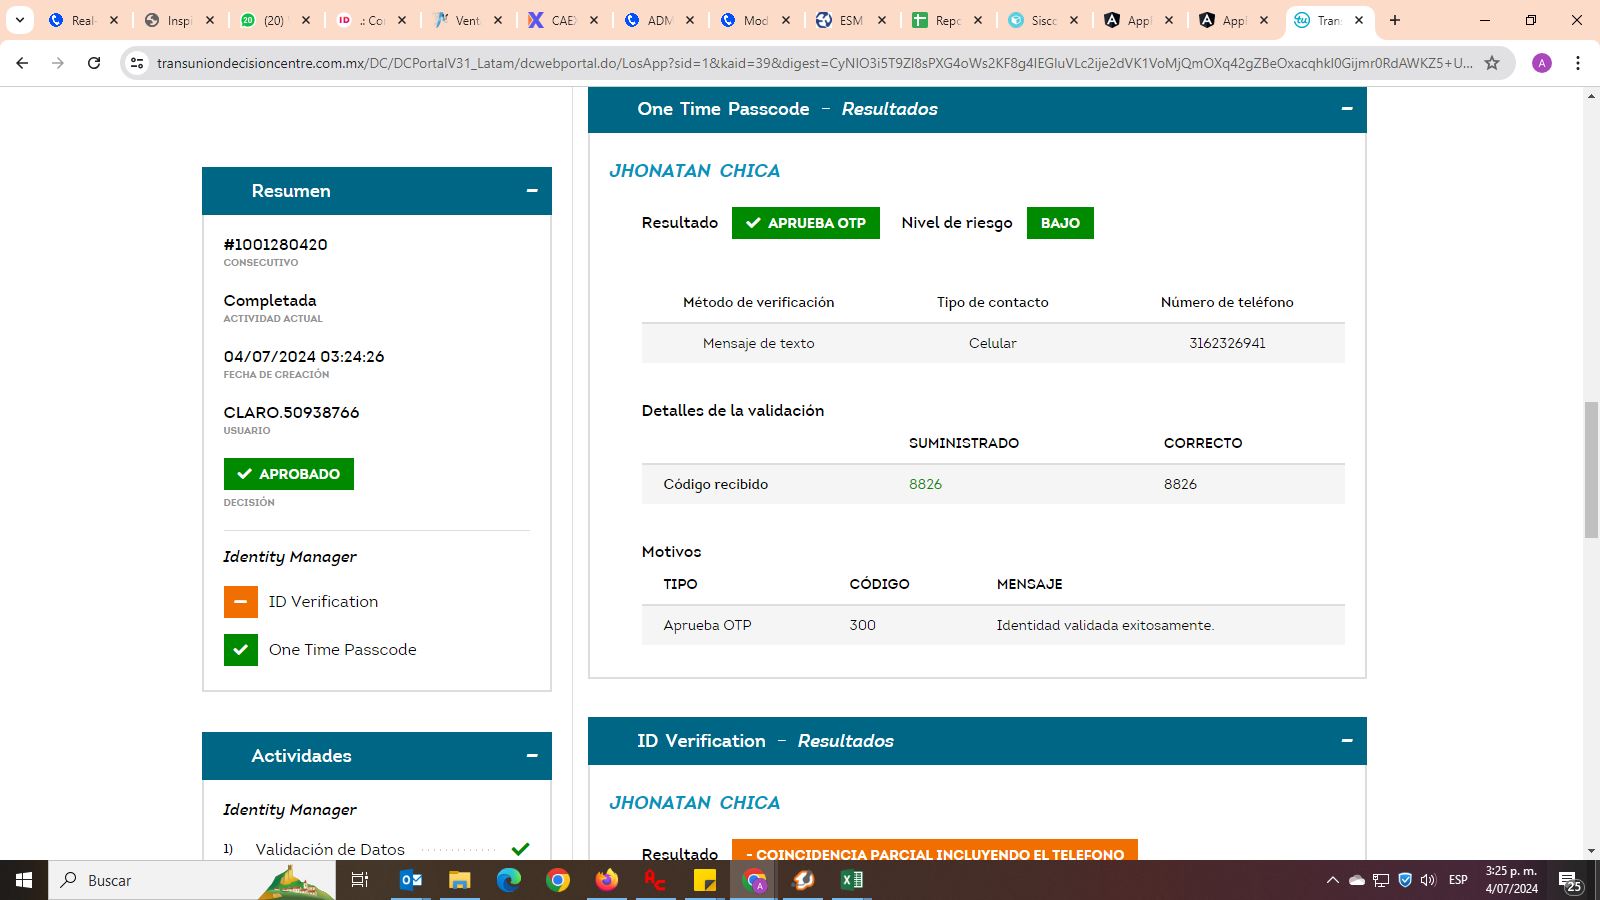 Real-
Inspi
(20)
.: Co
Vent
CAEX
ADM
Mod
ESM
Repo
Sisco
Appl
Appl
Tran
transuniondecisioncentre.com.mx/DC/DCPortalV31_Latam/dcwebportal.do/LosApp?sid=1&kaid=39&digest=CyNIO3i5T9ZI8sPXG4oWs2KF8g4IEGluVLc2ije2dVK1VoMjQmOXq42gZBeOxacqhkl0Gijmr0RdAWKZ5+U...
A
One Time Passcode – Resultados
JHONATAN CHICA
Resultado APRUEBA OTP Nivel de riesgo BAJO
Método de verificación Tipo de contacto Número de teléfono
Mensaje de texto Celular 3162326941
Detalles de la validación
SUMINISTRADO CORRECTO
Código recibido 8826 8826
Motivos
TIPO CÓDIGO MENSAJE
Aprueba OTP 300 Identidad validada exitosamente.
ID Verification – Resultados
JHONATAN CHICA
Resultado - COINCIDENCIA PARCIAL INCLUYENDO EL TELEFONO
Resumen
#1001280420
CONSECUTIVO
Completada
ACTIVIDAD ACTUAL
04/07/2024 03:24:26
FECHA DE CREACIÓN
CLARO.50938766
USUARIO
APROBADO
DECISIÓN
Identity Manager
ID Verification
One Time Passcode
Actividades
Identity Manager
1) Validación de Datos
Buscar
ESP
3:25 p. m.
4/07/2024
25